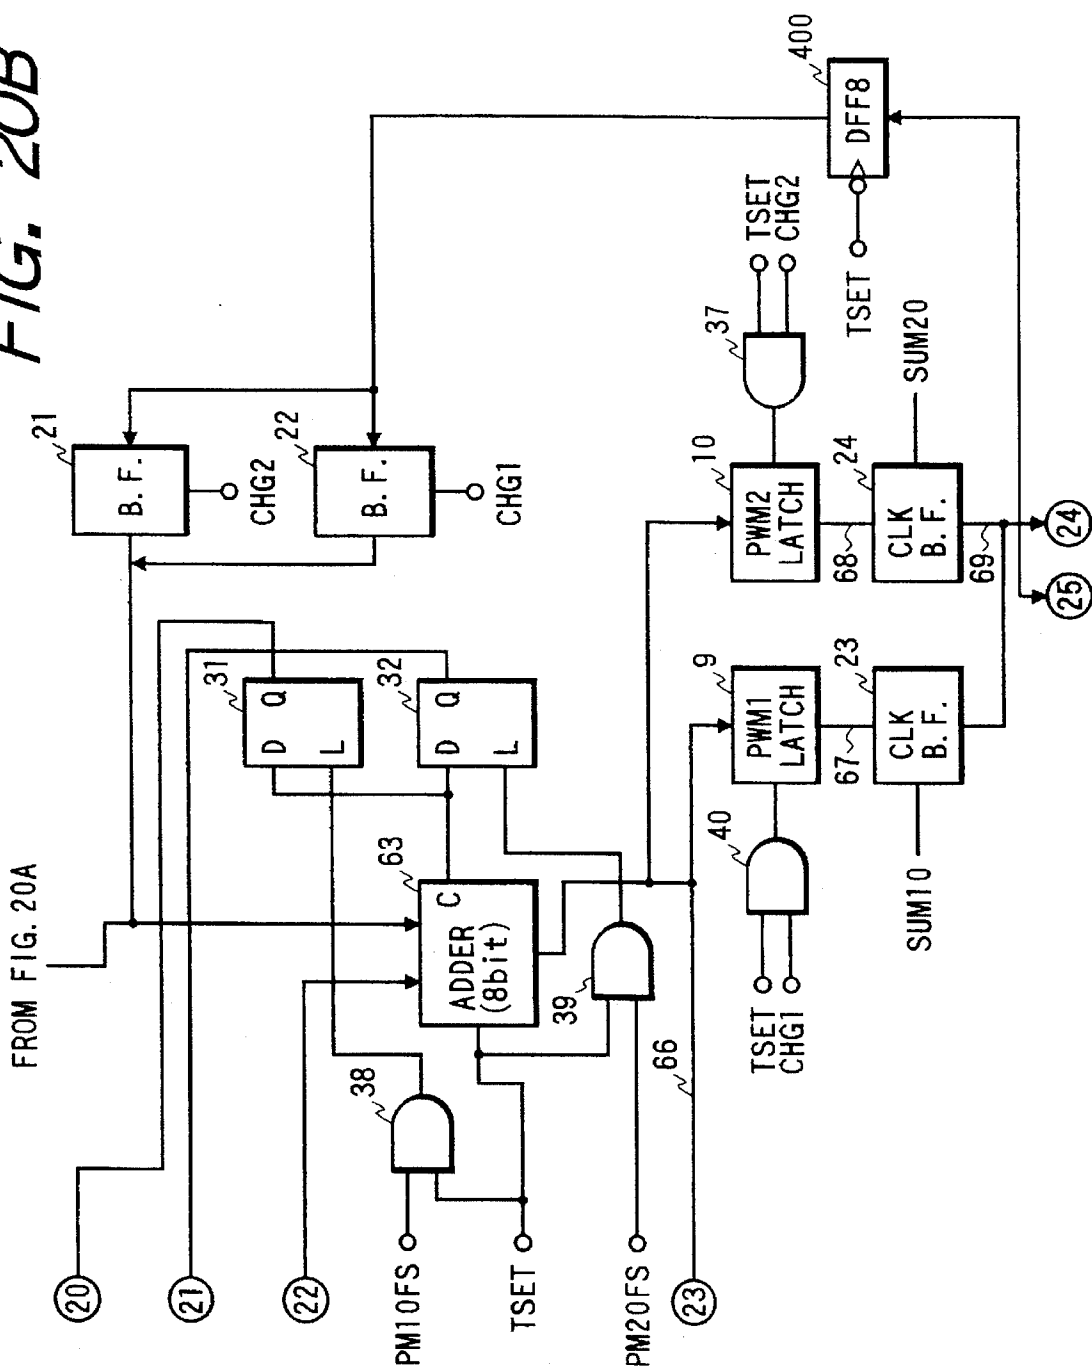 FIG. 20B
FROM FIG. 20A
20
21
22
23
PM10FS
TSET
PM20FS
38
39
66
ADDER
(8bit)
C
63
31
D Q
L
32
D Q
L
B. F.
21
CHG2
B. F.
22
CHG1
TSET
CHG1
40
PWM1
LATCH
9
67
CLK
B. F.
23
SUM10
PWM2
LATCH
10
68
CLK
B. F.
24
SUM20
69
37
TSET
CHG2
TSET
DFF8
400
24
25